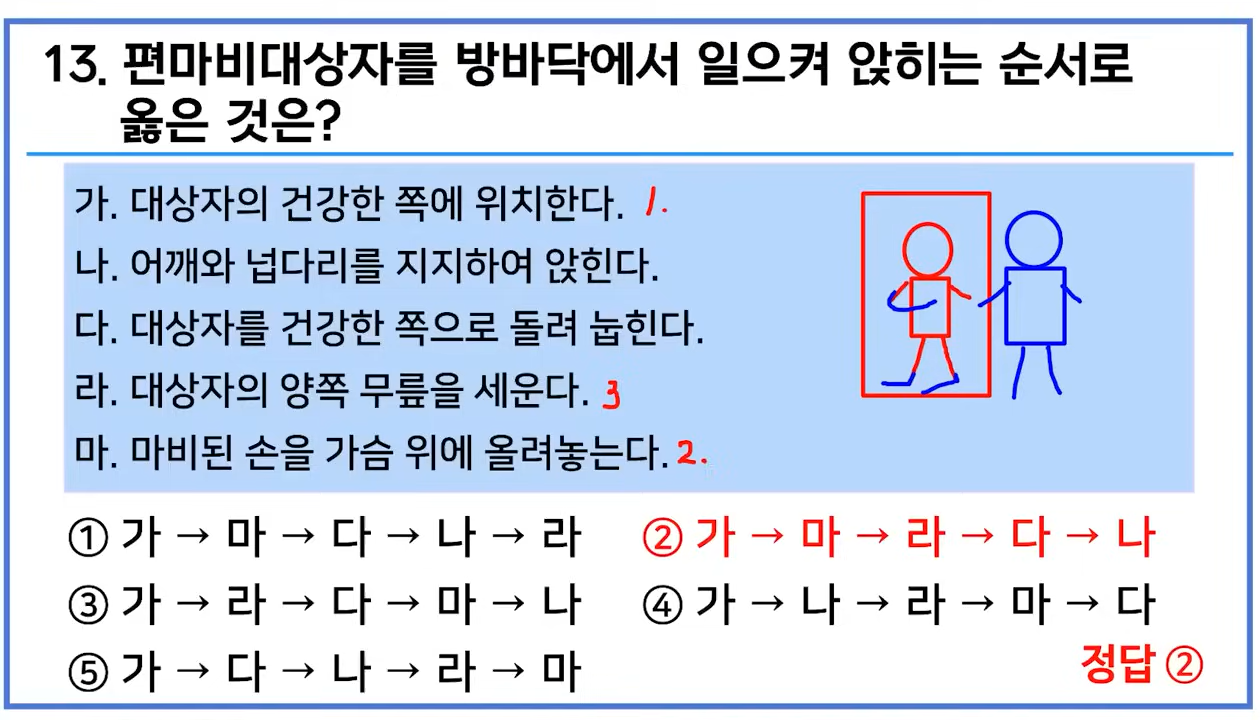 13. 편마비대상자를 방바닥에서 일으켜 앉히는 순서로
옳은 것은?
가. 대상자의 건강한 쪽에 위치한다. 1.
나. 어깨와 넙다리를 지지하여 앉힌다.
다. 대상자를 건강한 쪽으로 돌려 눕힌다.
라. 대상자의 양쪽 무릎을 세운다. 3
마. 마비된 손을 가슴 위에 올려놓는다. 2.
① 가 → 마 → 다 → 나 → 라
② 가 → 마 → 라 → 다 → 나
③ 가 → 라 → 다 → 마 → 나
④ 가 → 나 → 라 → 마 → 다
⑤ 가 → 다 → 나 → 라 → 마
정답 ②